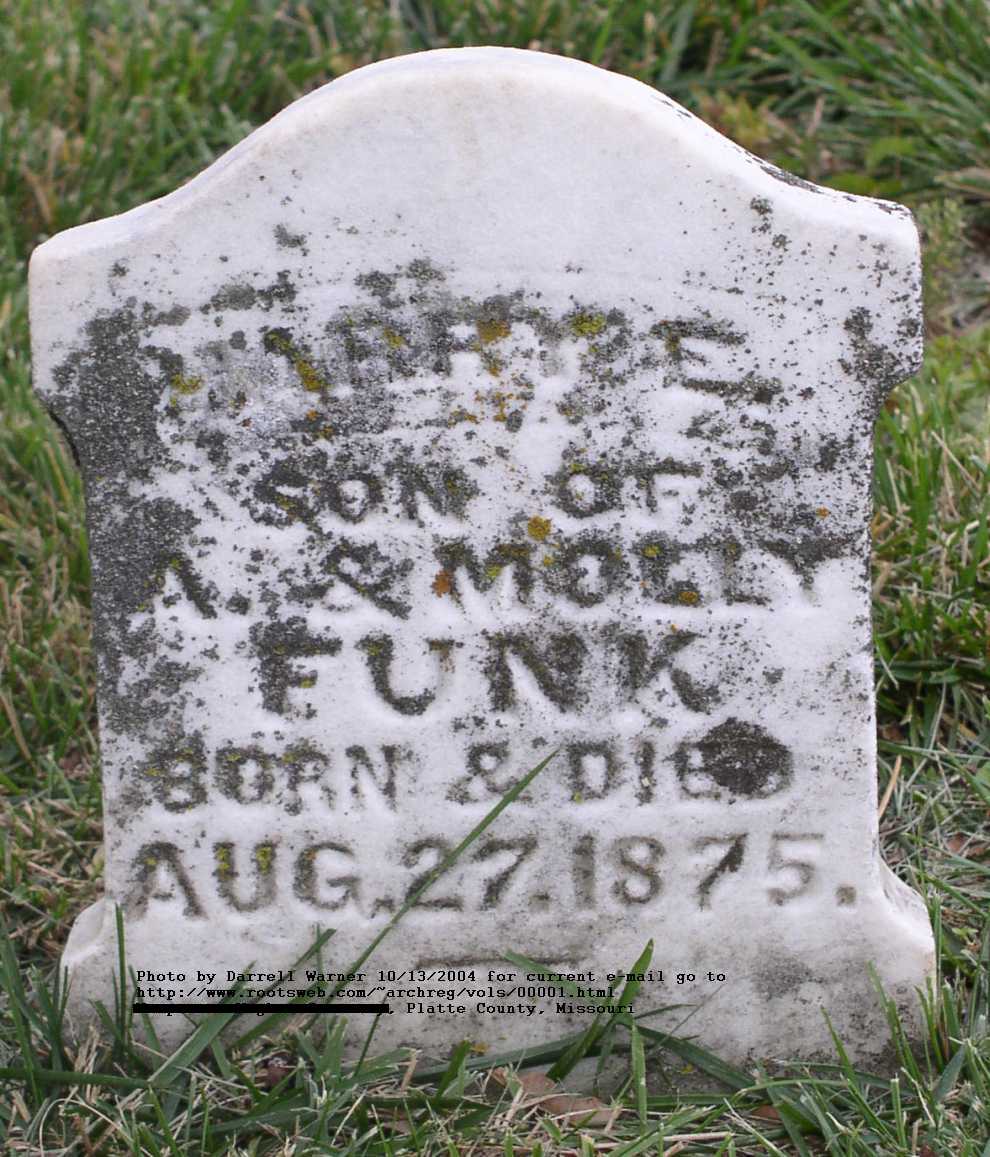 SON OF
A. & MOLLY
FUNK.
BORN & DIED
AUG. 27. 1875.
Photo by Darrell Warner 10/13/2004 for current e-mail go to
http://www.rootsweb.com/~archreg/vols/00001.html
, Platte County, Missouri